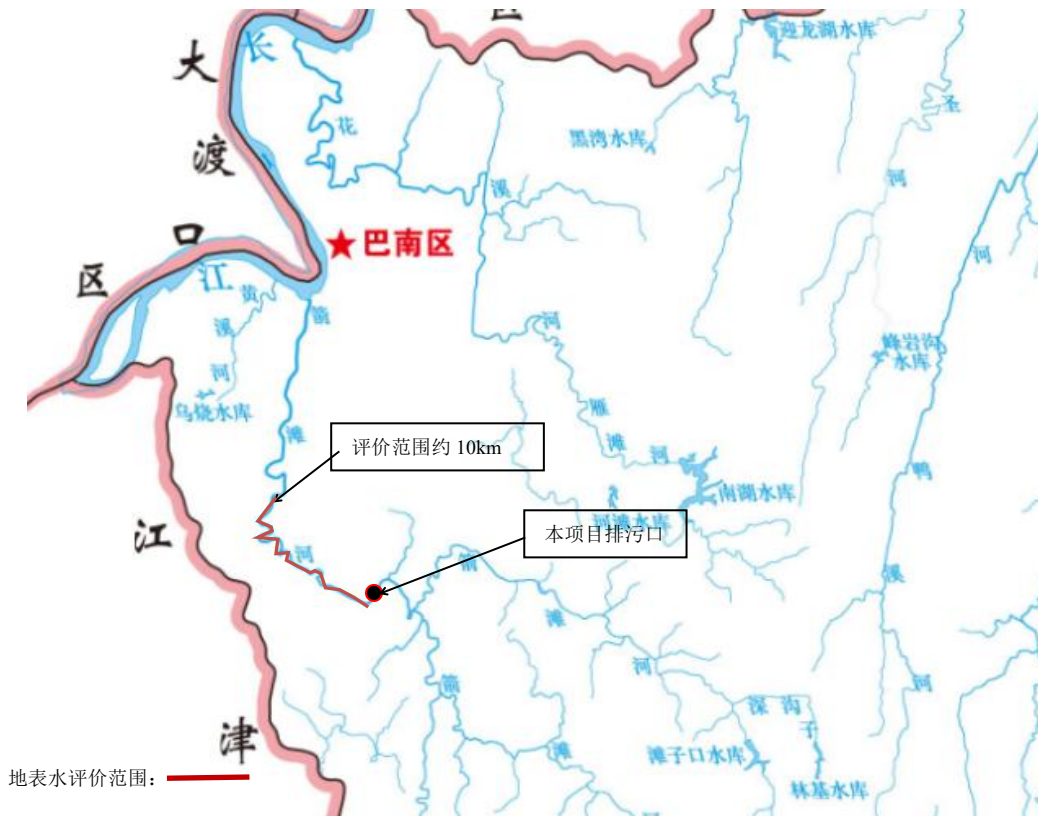 区
迎龙湖水库
大渡口区
长江
花溪河
黑湾水库
圣河
★巴南区
黄溪河
箭滩河
乌烧水库
峰岩沟
水库
雁滩河
评价范围约 10km
南湖水库
鸭溪河
河
本项目排污口
箭滩河
江津
箭滩
深沟子
滩子口水库
林基水库
地表水评价范围：